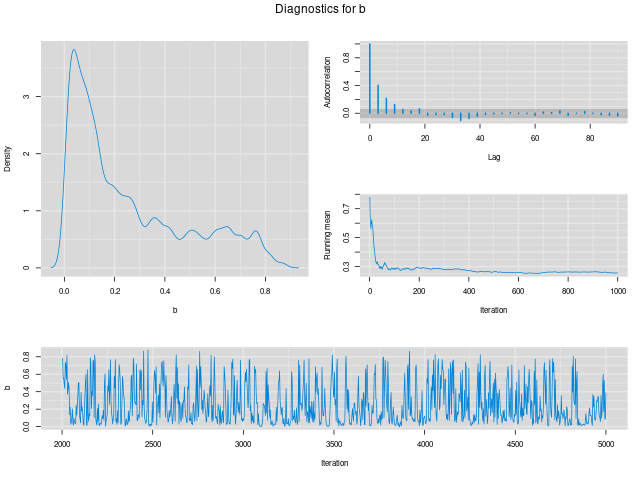 Diagnostics for b
Density
0 1 2 3
0.0 0.2 0.4 0.6 0.8
b
Autocorrelation
0.0 0.4 0.8
0 20 40 60 80
Lag
Running mean
0.3 0.5 0.7
0 200 400 600 800 1000
Iteration
b
0.0 0.2 0.4 0.6 0.8
2000 2500 3000 3500 4000 4500 5000
Iteration